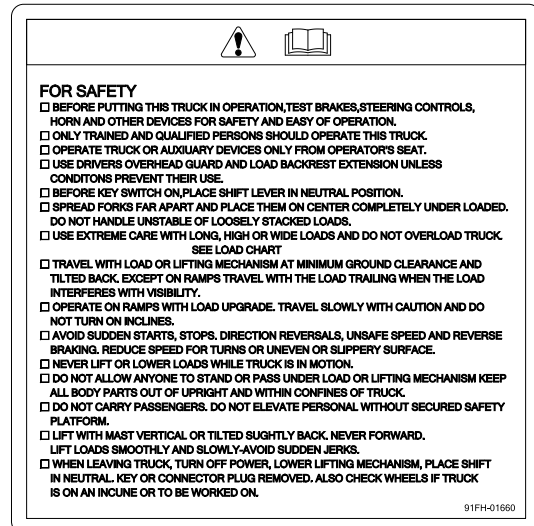 FOR SAFETY
□ BEFORE PUTTING THIS TRUCK IN OPERATION,TEST BRAKES,STEERING CONTROLS,
HORN AND OTHER DEVICES FOR SAFETY AND EASY OF OPERATION.
□ ONLY TRAINED AND QUALIFIED PERSONS SHOULD OPERATE THIS TRUCK.
□ OPERATE TRUCK OR AUXIUARY DEVICES ONLY FROM OPERATOR'S SEAT.
□ USE DRIVERS OVERHEAD GUARD AND LOAD BACKREST EXTENSION UNLESS
CONDITONS PREVENT THEIR USE.
□ BEFORE KEY SWITCH ON,PLACE SHIFT LEVER IN NEUTRAL POSITION.
□ SPREAD FORKS FAR APART AND PLACE THEM ON CENTER COMPLETELY UNDER LOADED.
DO NOT HANDLE UNSTABLE OF LOOSELY STACKED LOADS.
□ USE EXTREME CARE WITH LONG, HIGH OR WIDE LOADS AND DO NOT OVERLOAD TRUCK.
SEE LOAD CHART
□ TRAVEL WITH LOAD OR LIFTING MECHANISM AT MINIMUM GROUND CLEARANCE AND
TILTED BACK. EXCEPT ON RAMPS TRAVEL WITH THE LOAD TRAILING WHEN THE LOAD
INTERFERES WITH VISIBILITY.
□ OPERATE ON RAMPS WITH LOAD UPGRADE. TRAVEL SLOWLY WITH CAUTION AND DO
NOT TURN ON INCLINES.
□ AVOID SUDDEN STARTS, STOPS. DIRECTION REVERSALS, UNSAFE SPEED AND REVERSE
BRAKING. REDUCE SPEED FOR TURNS OR UNEVEN OR SLIPPERY SURFACE.
□ NEVER LIFT OR LOWER LOADS WHILE TRUCK IS IN MOTION.
□ DO NOT ALLOW ANYONE TO STAND OR PASS UNDER LOAD OR LIFTING MECHANISM KEEP
ALL BODY PARTS OUT OF UPRIGHT AND WITHIN CONFINES OF TRUCK.
□ DO NOT CARRY PASSENGERS. DO NOT ELEVATE PERSONAL WITHOUT SECURED SAFETY
PLATFORM.
□ LIFT WITH MAST VERTICAL OR TILTED SUGHTLY BACK. NEVER FORWARD.
LIFT LOADS SMOOTHLY AND SLOWLY-AVOID SUDDEN JERKS.
□ WHEN LEAVING TRUCK, TURN OFF POWER, LOWER LIFTING MECHANISM, PLACE SHIFT
IN NEUTRAL. KEY OR CONNECTOR PLUG REMOVED. ALSO CHECK WHEELS IF TRUCK
IS ON AN INCUNE OR TO BE WORKED ON.
91FH-01660